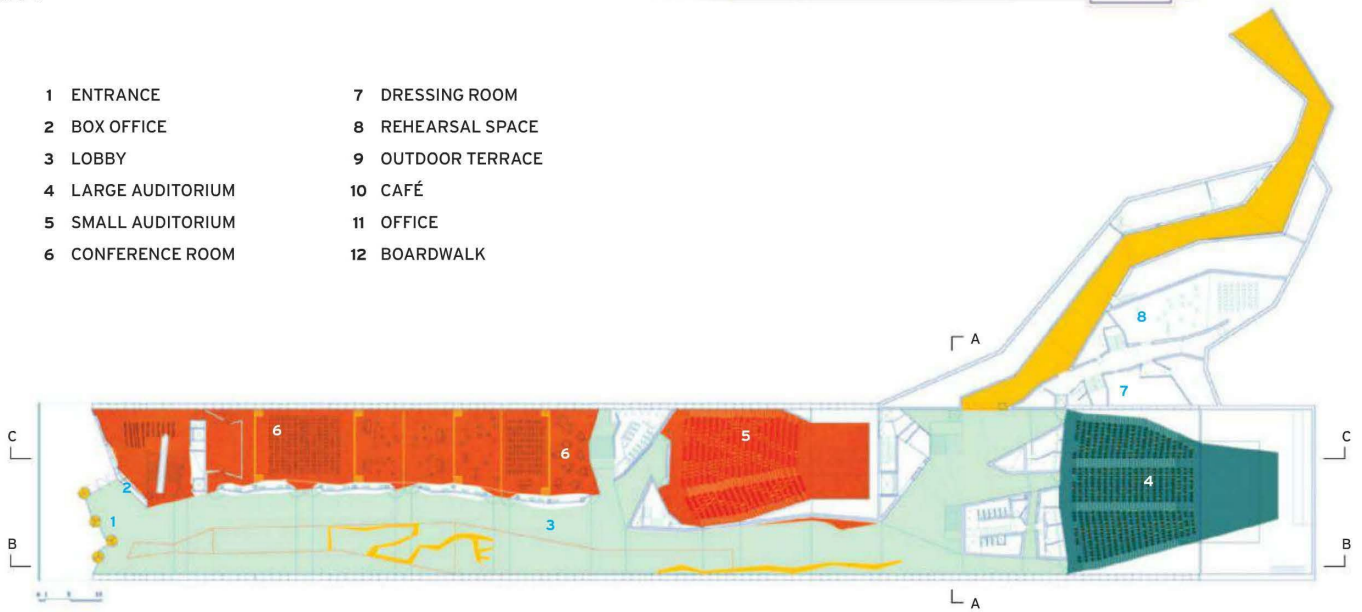 1 ENTRANCE
2 BOX OFFICE
3 LOBBY
4 LARGE AUDITORIUM
5 SMALL AUDITORIUM
6 CONFERENCE ROOM
7 DRESSING ROOM
8 REHEARSAL SPACE
9 OUTDOOR TERRACE
10 CAFÉ
11 OFFICE
12 BOARDWALK
8
A
7
C
6
5
C
6
4
2
1
3
B
B
A